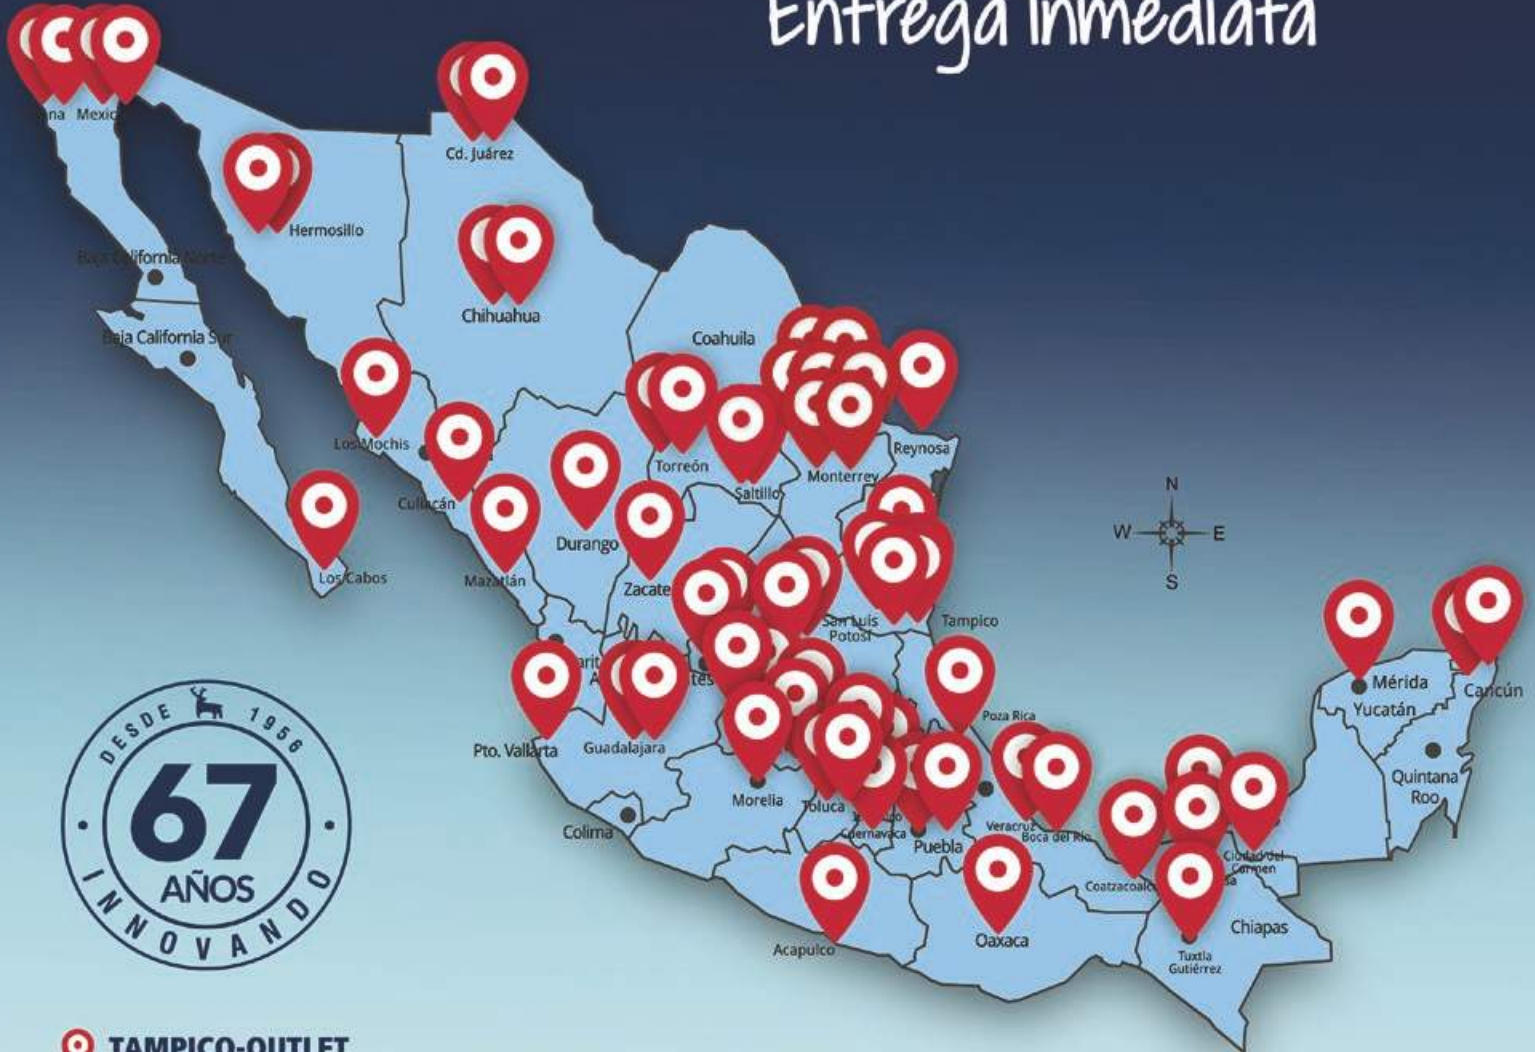 Entrega Inmediata
Cd. Juárez
Hermosillo
Baja California Norte
Chihuahua
Baja California Sur
Coahuila
Los Mochis
Reynosa
Torreón
Monterrey
Saltillo
Culiacán
N
W E
S
Durango
Los Cabos
Mazatlán
Zacate
San Luis
Potosí
Tampico
Mérida
Cancún
Yucatán
Poza Rica
Pto. Vallarta
Guadalajara
Quintana
Roo
Morelia
Toluca
Cuernavaca
Veracruz
Boca del Río
Colima
Puebla
Ciudad del
Carmen
Coatzacoalc
Chiapas
Oaxaca
Acapulco
Tuxtla
Gutiérrez
DESDE 1956
67
AÑOS
INNOVANDO
TAMPICO-OUTLET